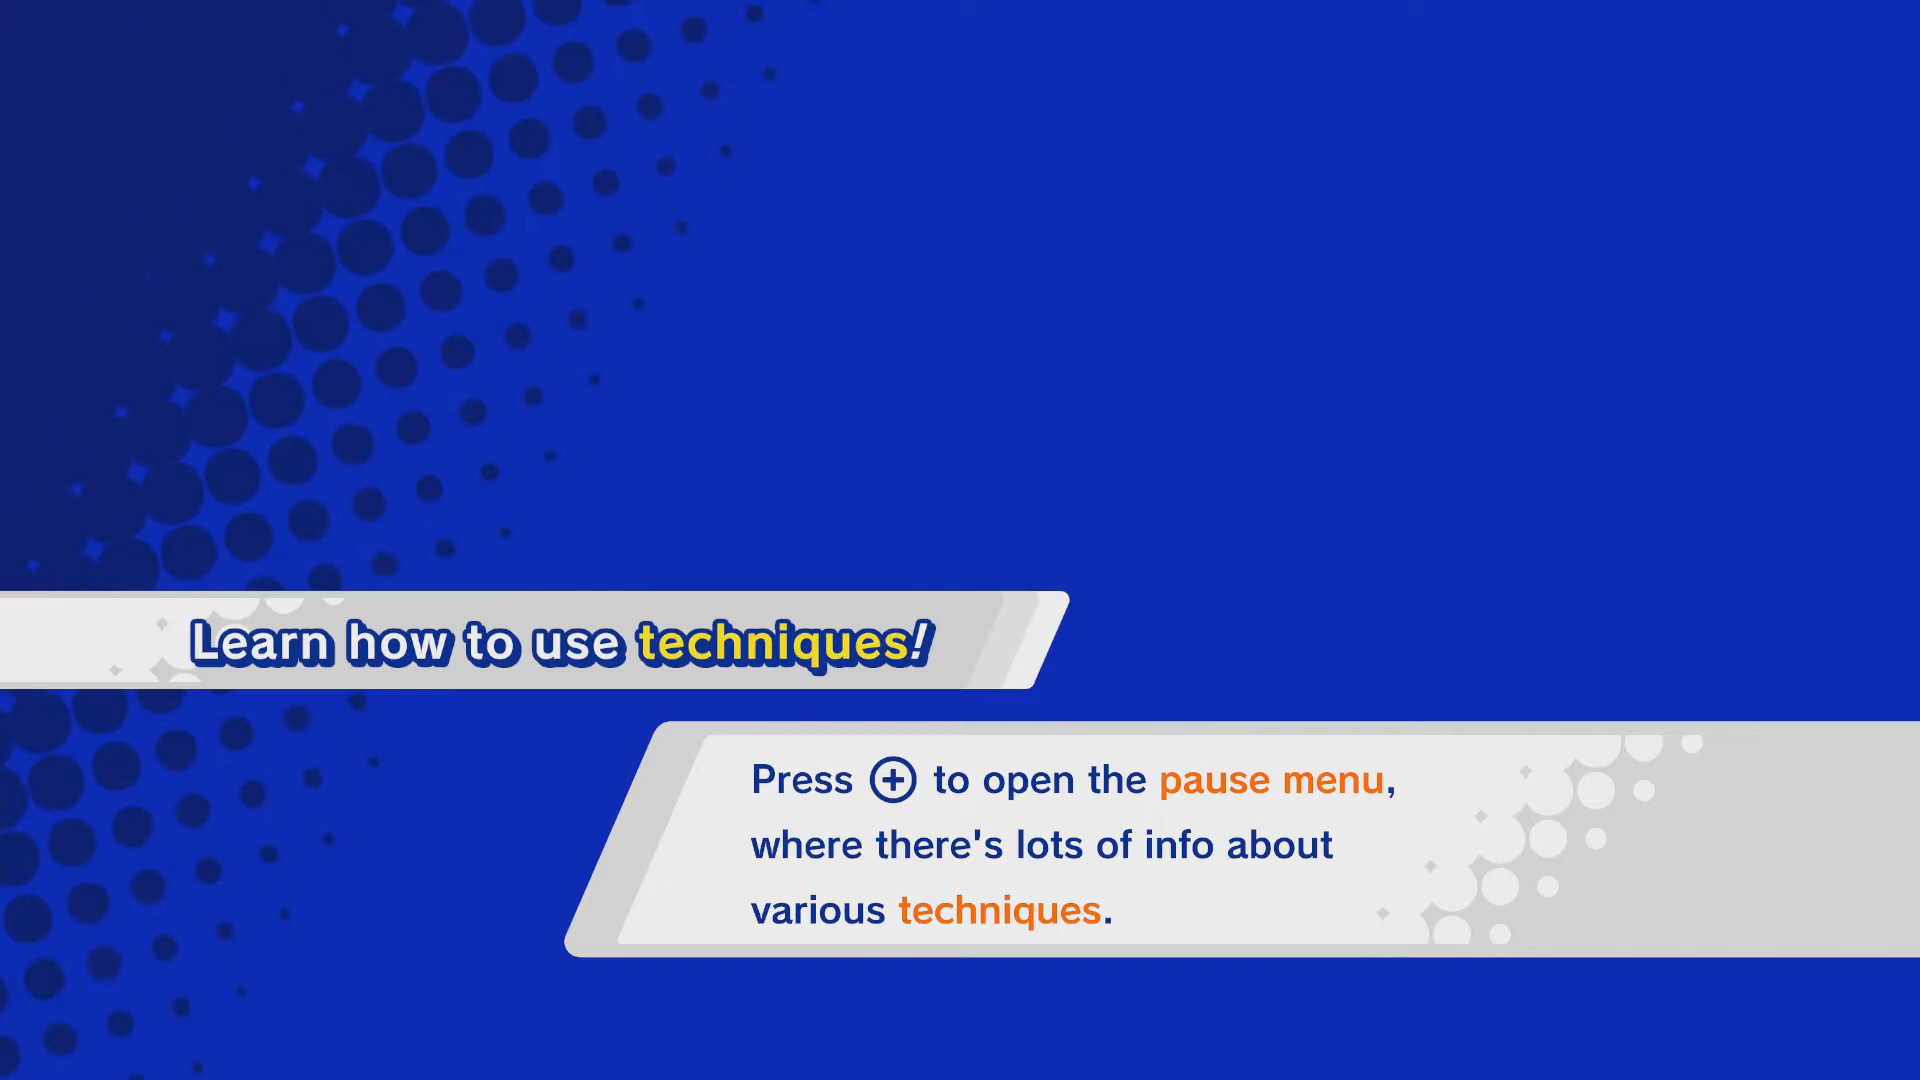 Learn how to use techniques!
Press ⊕ to open the pause menu,
where there's lots of info about
various techniques.